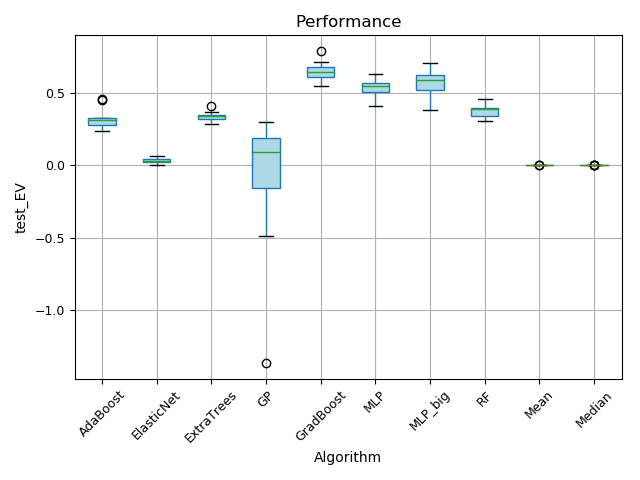 Performance
test_EV
0.5
0.0
−0.5
−1.0
AdaBoost
ElasticNet
ExtraTrees
GP
GradBoost
MLP
MLP_big
RF
Mean
Median
Algorithm